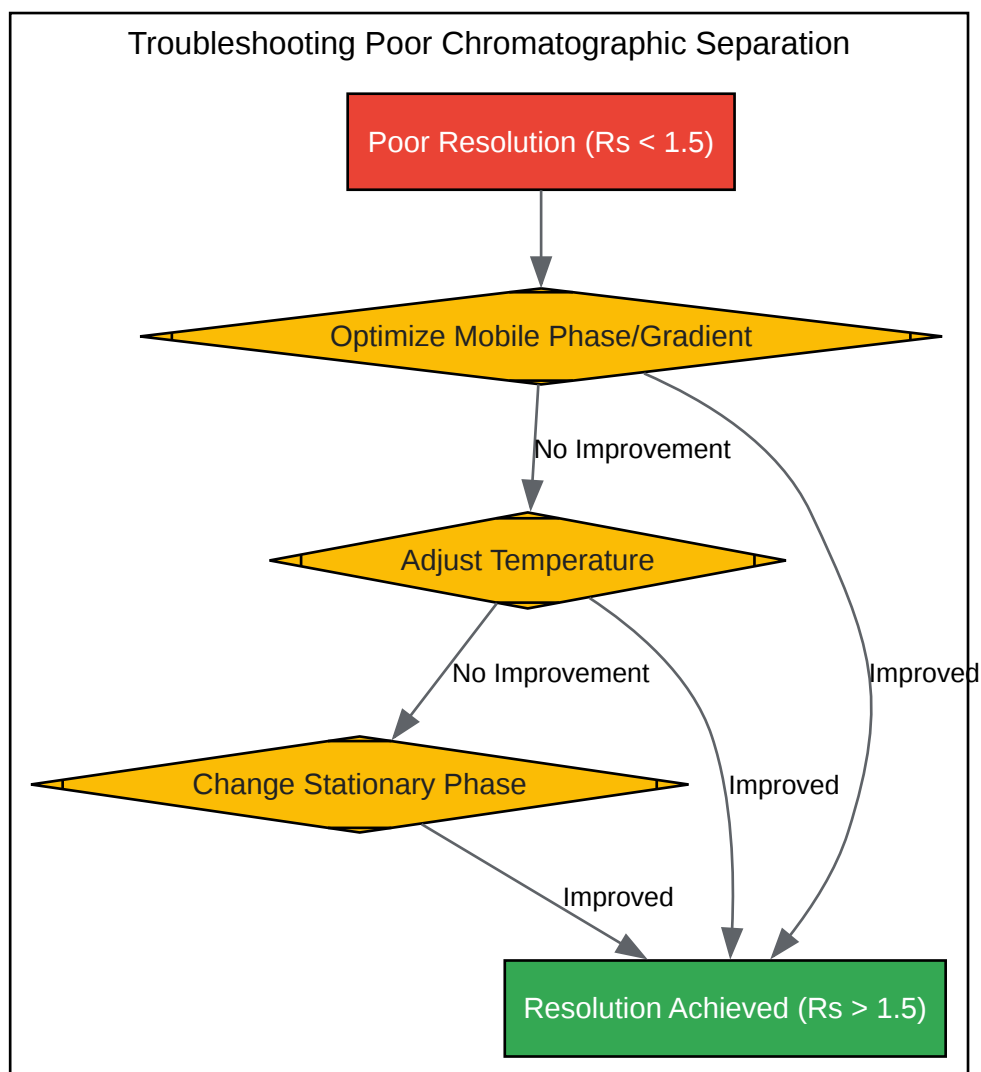 Troubleshooting Poor Chromatographic Separation
Poor Resolution (Rs < 1.5)
Optimize Mobile Phase/Gradient
No Improvement
Adjust Temperature
No Improvement
Improved
Change Stationary Phase
Improved
Improved
Resolution Achieved (Rs > 1.5)